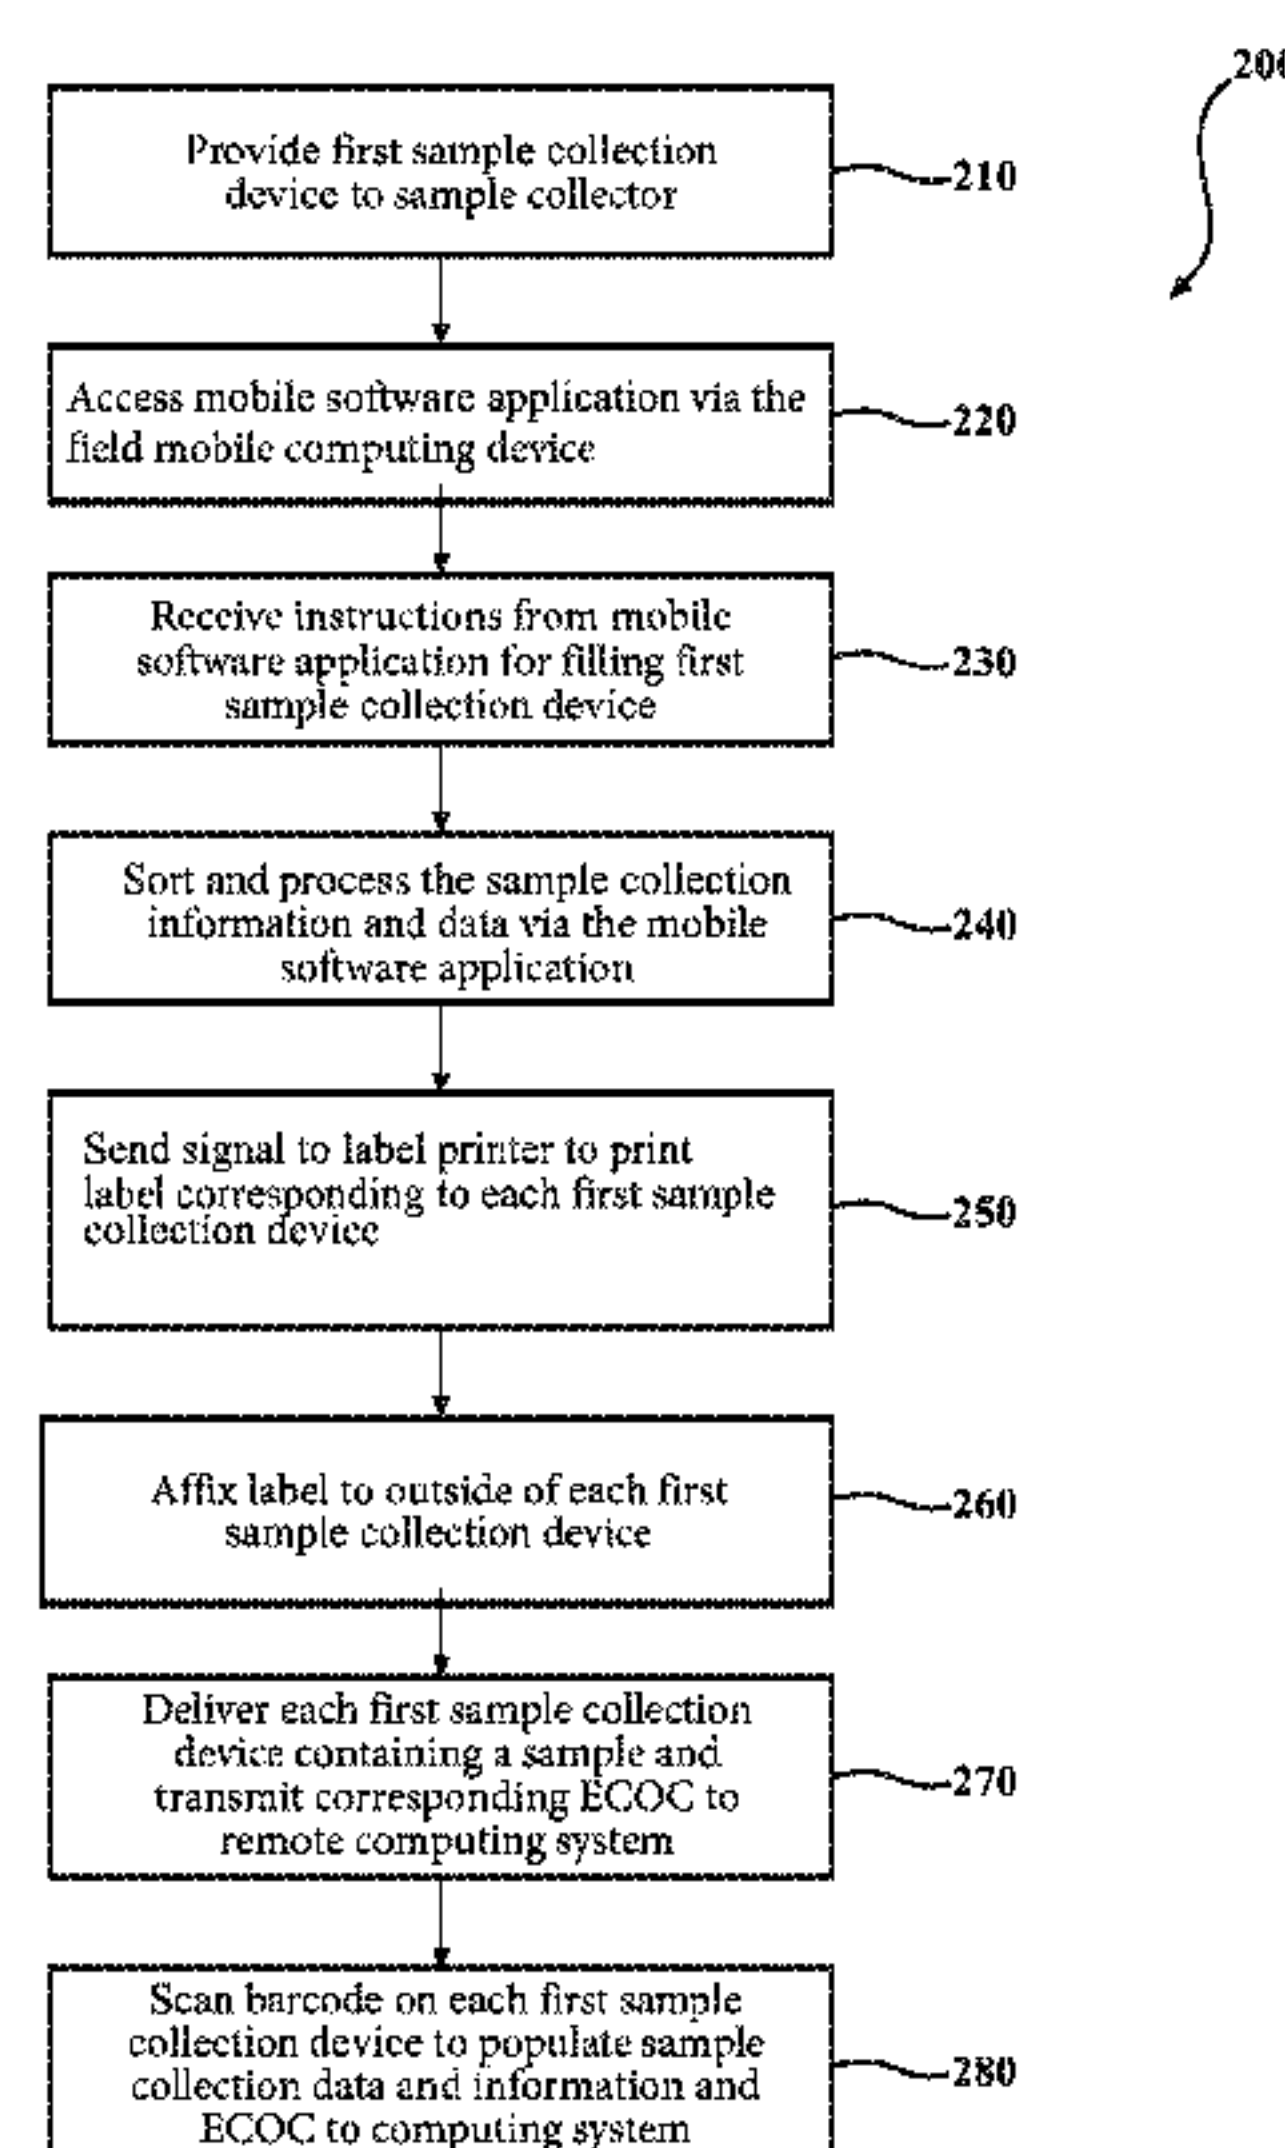 200
Provide first sample collection
device to sample collector
210
Access mobile software application via the
field mobile computing device
220
Receive instructions from mobile
software application for filling first
sample collection device
230
Sort and process the sample collection
information and data via the mobile
software application
240
Send signal to label printer to print
label corresponding to each first sample
collection device
250
Affix label to outside of each first
sample collection device
260
Deliver each first sample collection
device containing a sample and
transmit corresponding ECOC to
remote computing system
270
Scan barcode on each first sample
collection device to populate sample
collection data and information and
ECOC to computing system
280